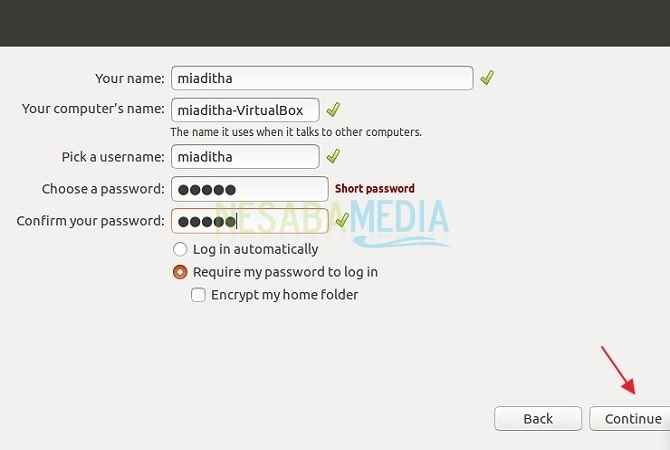 Your name: miaditha
Your computer's name: miaditha-VirtualBox
The name it uses when it talks to other computers.
Pick a username: miaditha
Choose a password: ●●●●● Short password
Confirm your password: ●●●●●
NESABAMEDIA
Log in automatically
Require my password to log in
Encrypt my home folder
Back Continue